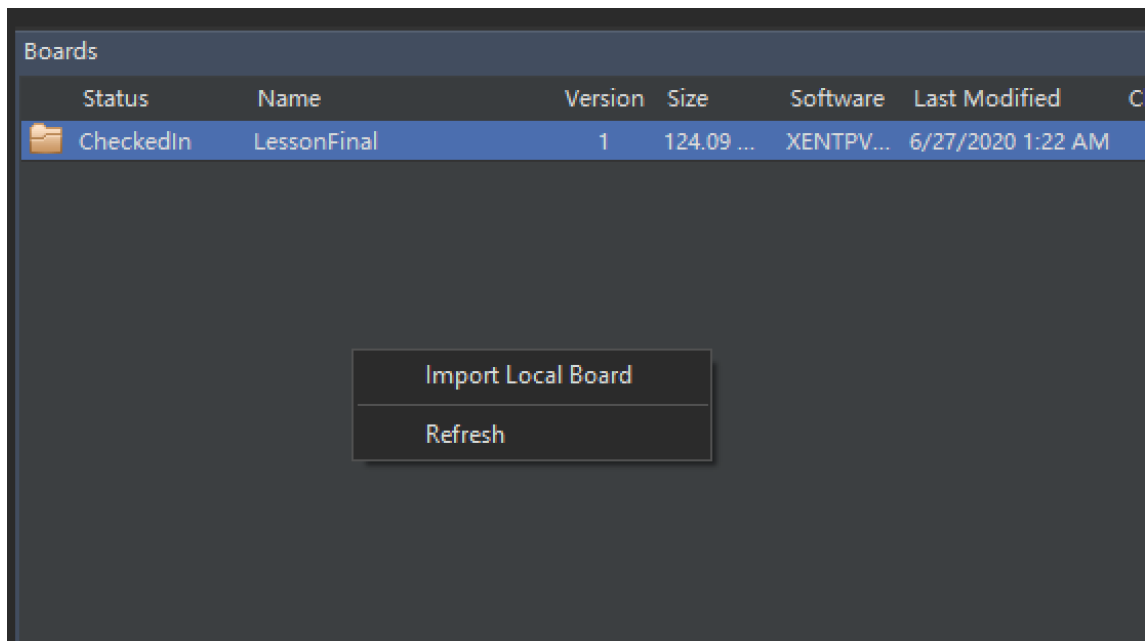 Boards
Status Name Version Size Software Last Modified C
CheckedIn LessonFinal 1 124.09 ... XENTPV... 6/27/2020 1:22 AM
Import Local Board
Refresh